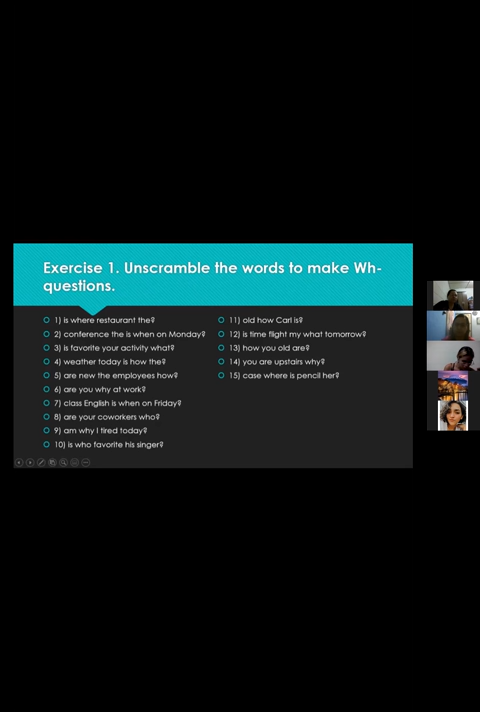 Exercise 1. Unscramble the words to make Wh-
questions.
1) is where restaurant the?
2) conference the is when on Monday?
3) is favorite your activity what?
4) weather today is how the?
5) are new the employees how?
6) are you why at work?
7) class English is when on Friday?
8) are your coworkers who?
9) am why I tired today?
10) is who favorite his singer?
11) old how Carl is?
12) is time flight my what tomorrow?
13) how you old are?
14) you are upstairs why?
15) case where is pencil her?